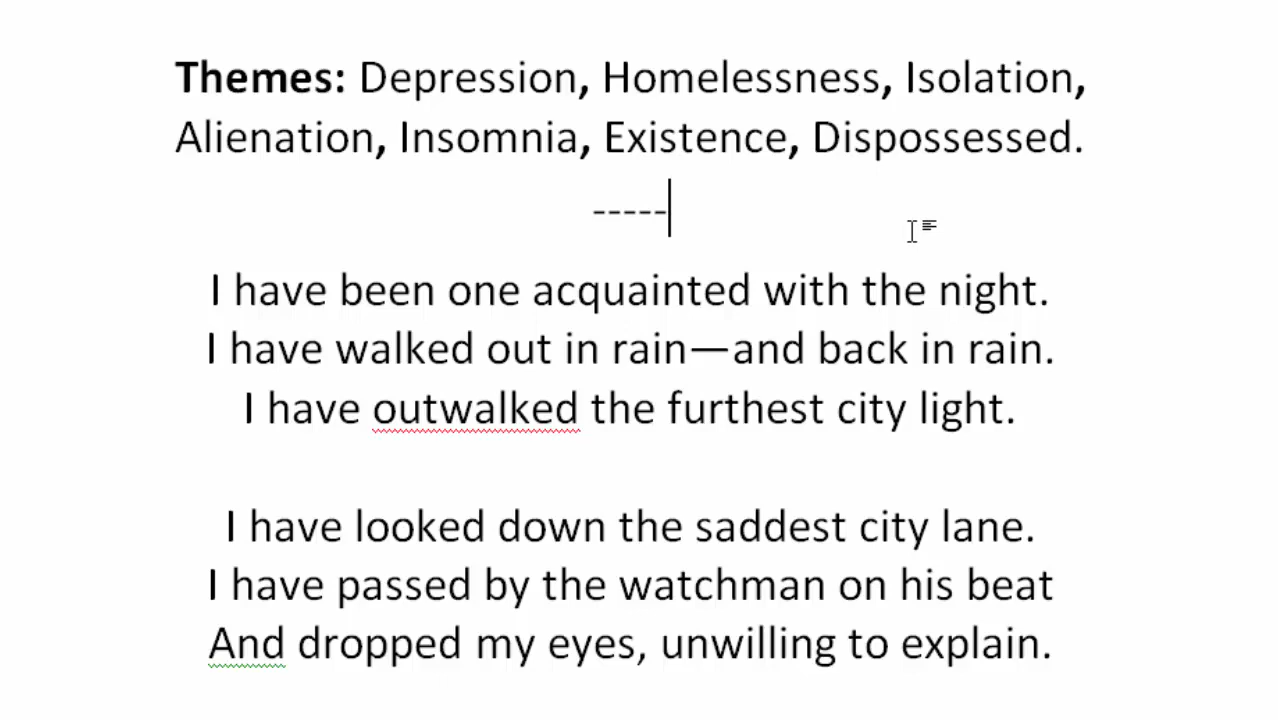 Themes: Depression, Homelessness, Isolation,
Alienation, Insomnia, Existence, Dispossessed.
-----
I have been one acquainted with the night.
I have walked out in rain—and back in rain.
I have outwalked the furthest city light.
I have looked down the saddest city lane.
I have passed by the watchman on his beat
And dropped my eyes, unwilling to explain.